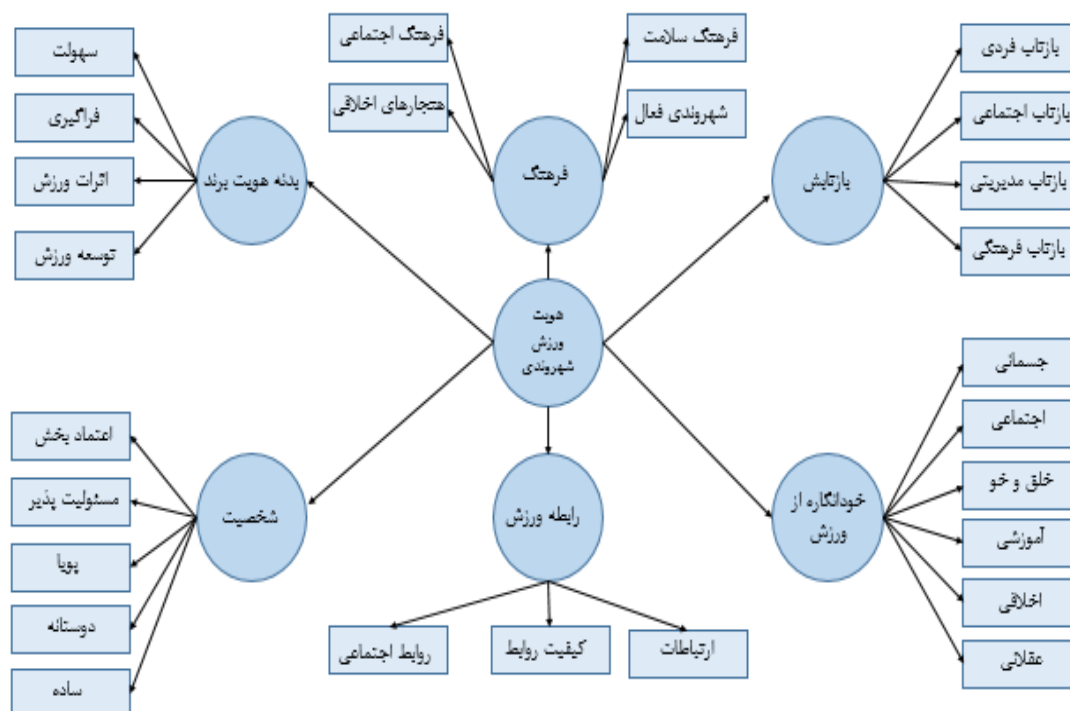 بازتاب فردی
بازتاب اجتماعی
بازتاب مدیریتی
بازتاب فرهنگی
بازتابش
فرهنگ سلامت
شهروندی فعال
فرهنگ اجتماعی
هنجارهای اخلاقی
فرهنگ
سهولت
فراگیری
اثرات ورزش
توسعه ورزش
بدنه هویت برند
هویت
ورزش
شهروندی
جسمانی
اجتماعی
خلق و خو
آموزشی
اخلاقی
عقلانی
خودانگاره از
ورزش
رابطه ورزش
ارتباطات
کیفیت روابط
روابط اجتماعی
شخصیت
اعتماد بخش
مسئولیت پذیر
پویا
دوستانه
ساده